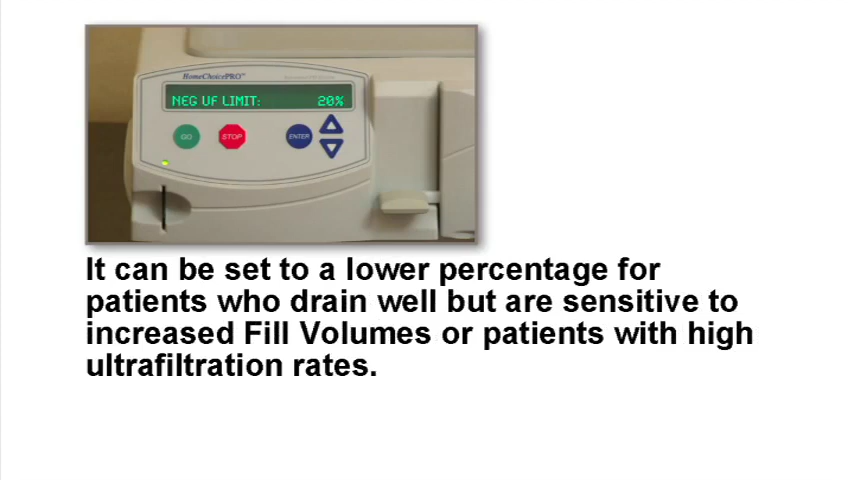 HomeChoicePRO™
NEG UF LIMIT: 20%
GO STOP ENTER
It can be set to a lower percentage for
patients who drain well but are sensitive to
increased Fill Volumes or patients with high
ultrafiltration rates.